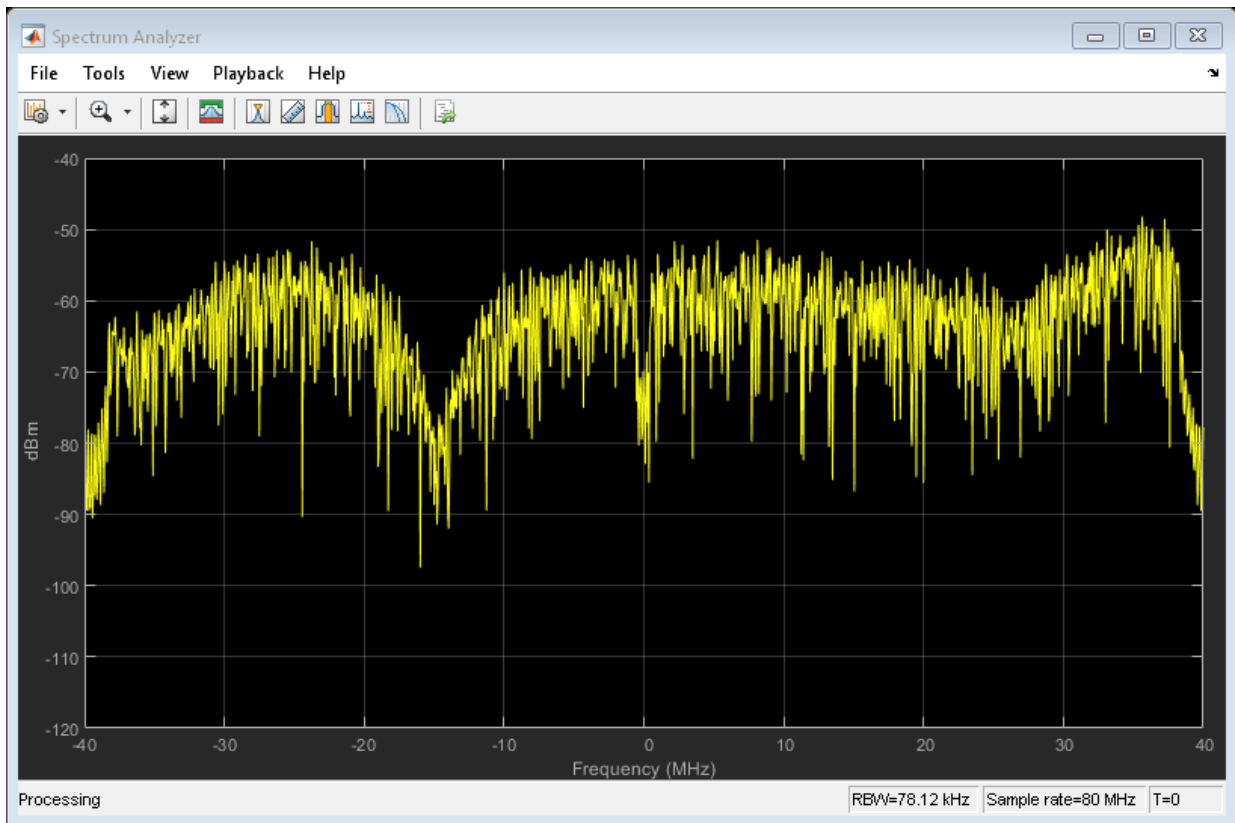 Spectrum Analyzer
File Tools View Playback Help
-40
-50
-60
-70
-80
-90
-100
-110
-120
dBm
-40 -30 -20 -10 0 10 20 30 40
Frequency (MHz)
Processing RBW=78.12 kHz Sample rate=80 MHz T=0